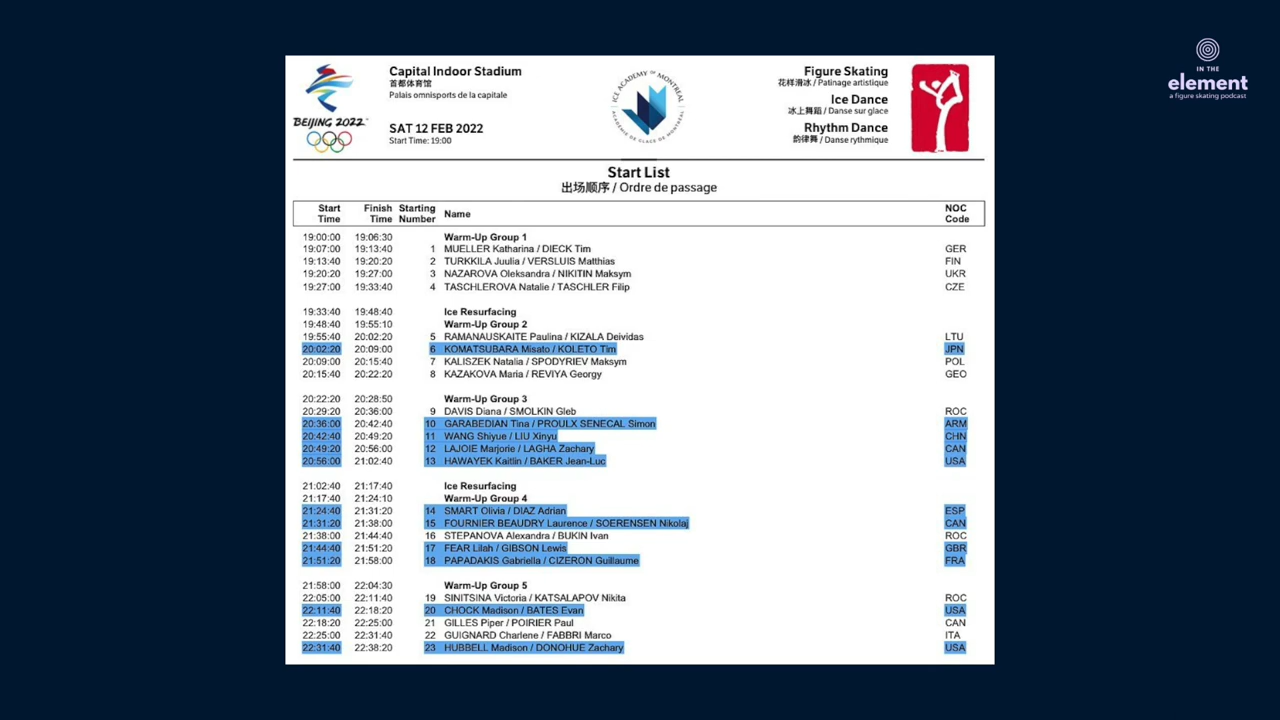 Capital Indoor Stadium
首都体育馆
Palais omnisports de la capitale
SAT 12 FEB 2022
Start Time: 19:00
BEIJING 2022
ICE ACADEMY OF MONTREAL
ACADÉMIE DE GLACE DE MONTRÉAL
Figure Skating
花样滑冰 / Patinage artistique
Ice Dance
冰上舞蹈 / Danse sur glace
Rhythm Dance
韵律舞 / Danse rythmique
IN THE
element
a figure skating podcast
Start List
出场顺序 / Ordre de passage
Start Time Finish Time Starting Number Name NOC Code
19:00:00 19:06:30 Warm-Up Group 1
19:07:00 19:13:40 1 MUELLER Katharina / DIECK Tim GER
19:13:40 19:20:20 2 TURKKILA Juulia / VERSLUIS Matthias FIN
19:20:20 19:27:00 3 NAZAROVA Oleksandra / NIKITIN Maksym UKR
19:27:00 19:33:40 4 TASCHLEROVA Natalie / TASCHLER Filip CZE
19:33:40 19:48:40 Ice Resurfacing
19:48:40 19:55:10 Warm-Up Group 2
19:55:40 20:02:20 5 RAMANAUSKAITE Paulina / KIZALA Deividas LTU
20:02:20 20:09:00 6 KOMATSUBARA Misato / KOLETO Tim JPN
20:09:00 20:15:40 7 KALISZEK Natalia / SPODYRIEV Maksym POL
20:15:40 20:22:20 8 KAZAKOVA Maria / REVIYA Georgy GEO
20:22:20 20:28:50 Warm-Up Group 3
20:29:20 20:36:00 9 DAVIS Diana / SMOLKIN Gleb ROC
20:36:00 20:42:40 10 GARABEDIAN Tina / PROULX SENECAL Simon ARM
20:42:40 20:49:20 11 WANG Shiyue / LIU Xinyu CHN
20:49:20 20:56:00 12 LAJOIE Marjorie / LAGHA Zachary CAN
20:56:00 21:02:40 13 HAWAYEK Kaitlin / BAKER Jean-Luc USA
21:02:40 21:17:40 Ice Resurfacing
21:17:40 21:24:10 Warm-Up Group 4
21:24:40 21:31:20 14 SMART Olivia / DIAZ Adrian ESP
21:31:20 21:38:00 15 FOURNIER BEAUDRY Laurence / SOERENSEN Nikolaj CAN
21:38:00 21:44:40 16 STEPANOVA Alexandra / BUKIN Ivan ROC
21:44:40 21:51:20 17 FEAR Lilah / GIBSON Lewis GBR
21:51:20 21:58:00 18 PAPADAKIS Gabriella / CIZERON Guillaume FRA
21:58:00 22:04:30 Warm-Up Group 5
22:05:00 22:11:40 19 SINITSINA Victoria / KATSALAPOV Nikita ROC
22:11:40 22:18:20 20 CHOCK Madison / BATES Evan USA
22:18:20 22:25:00 21 GILLES Piper / POIRIER Paul CAN
22:25:00 22:31:40 22 GUIGNARD Charlene / FABBRI Marco ITA
22:31:40 22:38:20 23 HUBBELL Madison / DONOHUE Zachary USA